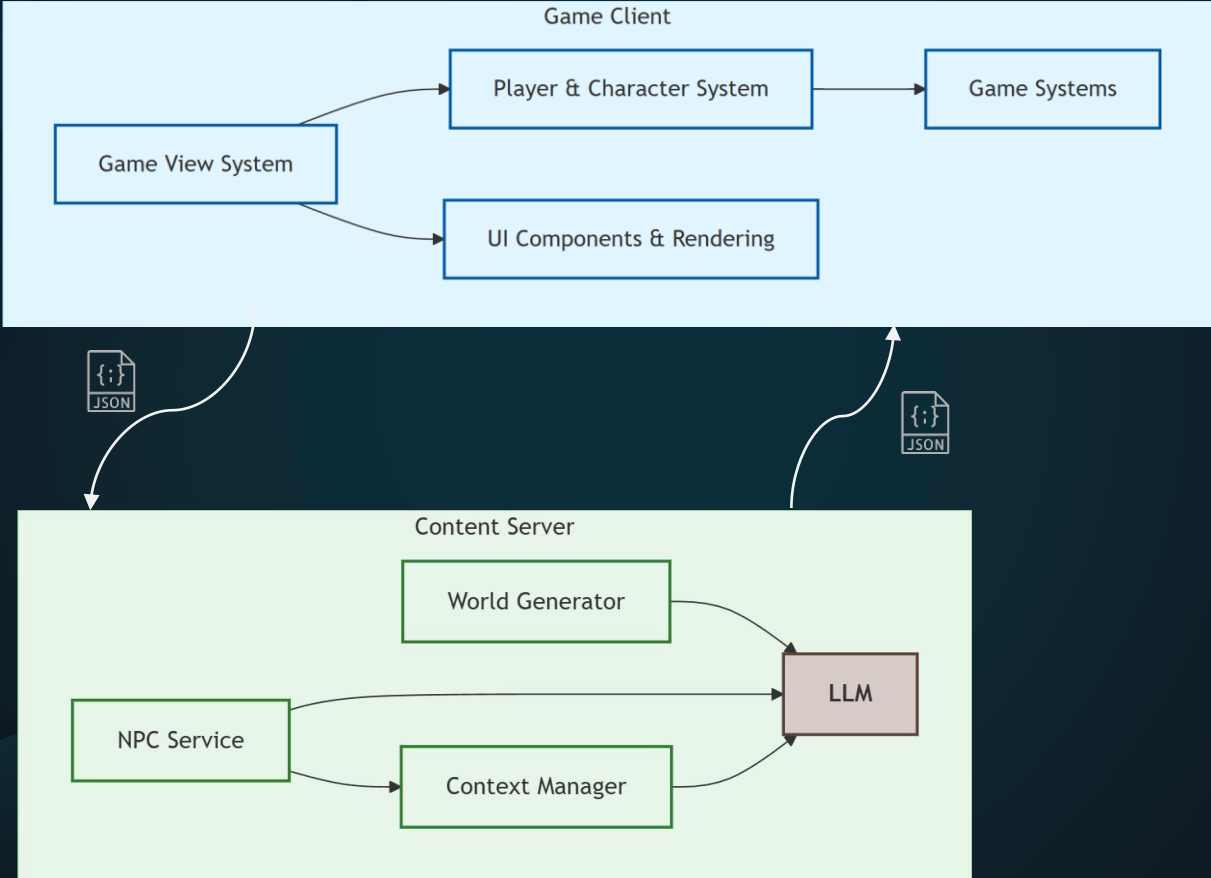 Game Client
Player & Character System
Game Systems
Game View System
UI Components & Rendering
{;}
JSON
{;}
JSON
Content Server
World Generator
LLM
NPC Service
Context Manager